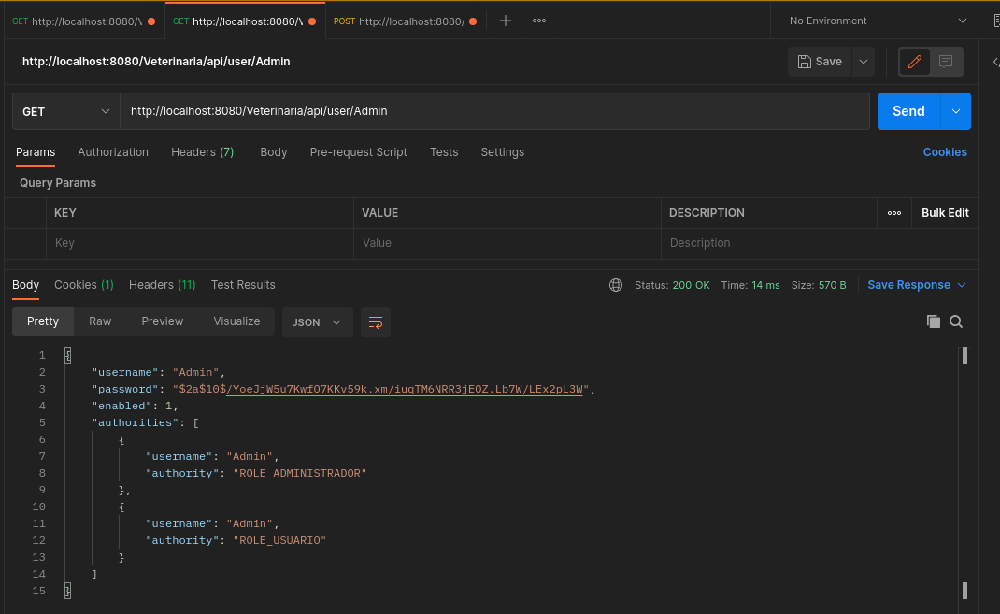 GET http://localhost:8080/V GET http://localhost:8080/V POST http://localhost:8080/ No Environment
http://localhost:8080/Veterinaria/api/user/Admin Save
GET http://localhost:8080/Veterinaria/api/user/Admin Send
Params Authorization Headers (7) Body Pre-request Script Tests Settings Cookies
Query Params
KEY VALUE DESCRIPTION Bulk Edit
Key Value Description
Body Cookies (1) Headers (11) Test Results Status: 200 OK Time: 14 ms Size: 570 B Save Response
Pretty Raw Preview Visualize JSON
1 {
2 "username": "Admin",
3 "password": "$2a$10$/YoeJjW5u7KwfO7KKv59k.xm/iuqTM6NRR3jEOZ.Lb7W/LEx2pL3W",
4 "enabled": 1,
5 "authorities": [
6 {
7 "username": "Admin",
8 "authority": "ROLE_ADMINISTRADOR"
9 },
10 {
11 "username": "Admin",
12 "authority": "ROLE_USUARIO"
13 }
14 ]
15 }